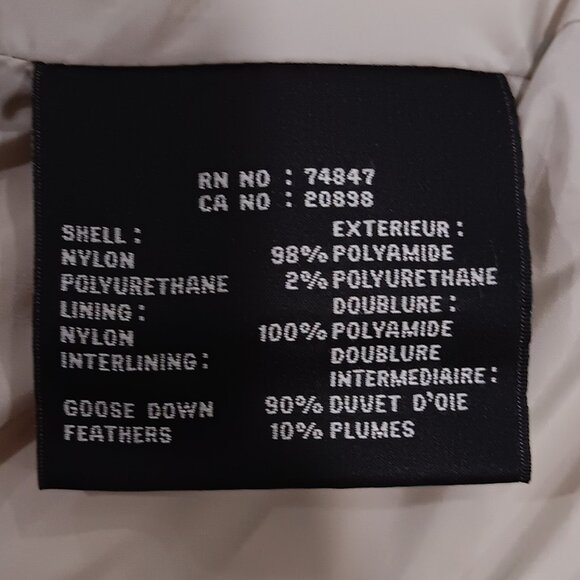 RN NO : 74847
CA NO : 20898
SHELL : EXTERIEUR :
NYLON 98% POLYAMIDE
POLYURETHANE 2% POLYURETHANE
LINING : DOUBLURE :
NYLON 100% POLYAMIDE
INTERLINING : DOUBLURE
INTERMEDIAIRE :
GOOSE DOWN 90% DUVET D'OIE
FEATHERS 10% PLUMES